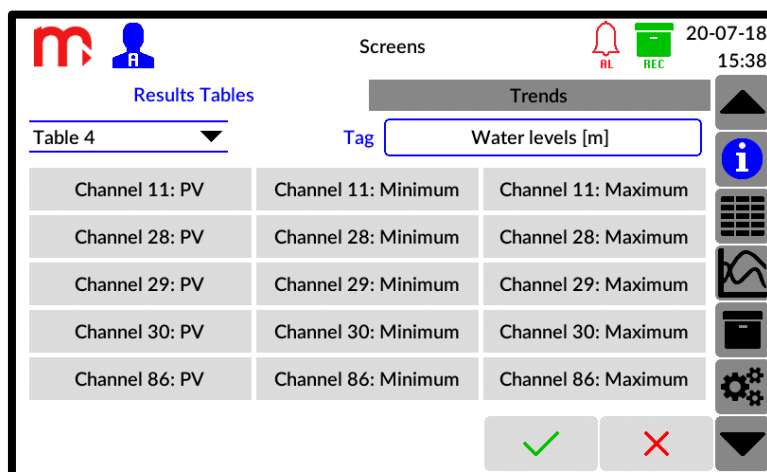 m
A
Screens
AL
REC
20-07-18
15:38
Results Tables
Trends
Table 4
Tag
Water levels [m]
i
Channel 11: PV
Channel 11: Minimum
Channel 11: Maximum
Channel 28: PV
Channel 28: Minimum
Channel 28: Maximum
Channel 29: PV
Channel 29: Minimum
Channel 29: Maximum
Channel 30: PV
Channel 30: Minimum
Channel 30: Maximum
Channel 86: PV
Channel 86: Minimum
Channel 86: Maximum